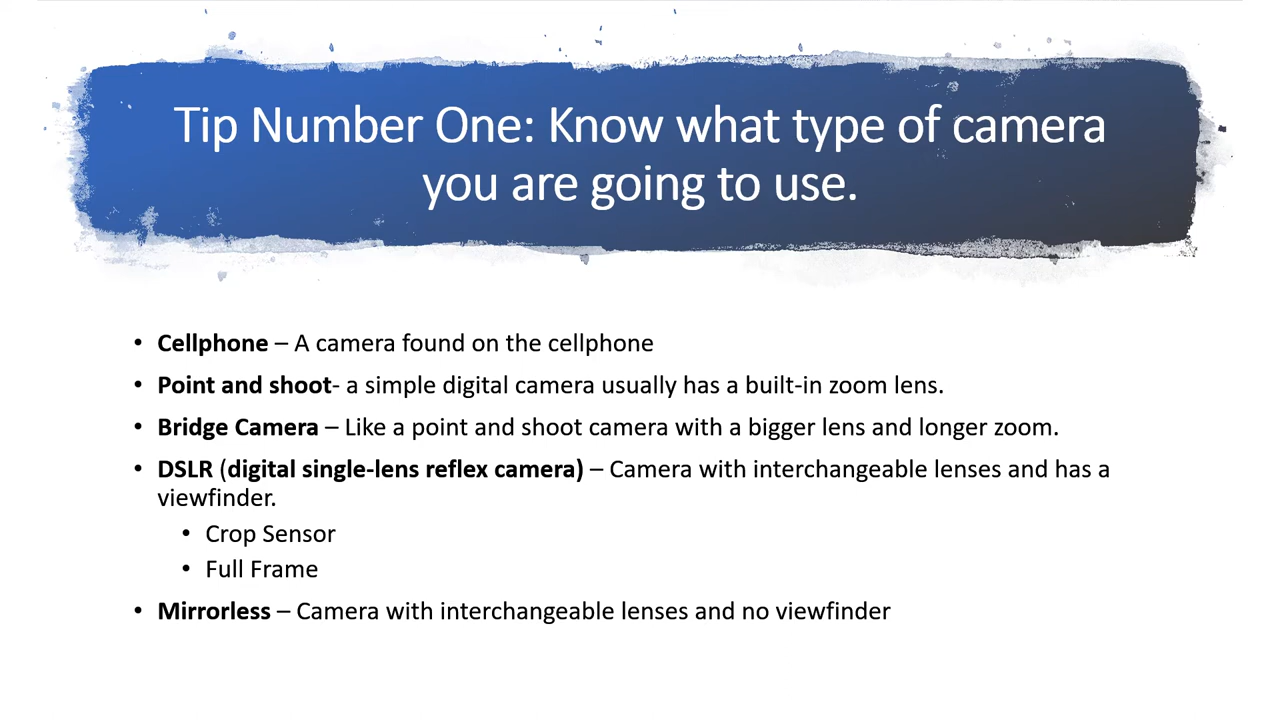 Tip Number One: Know what type of camera
you are going to use.
• Cellphone – A camera found on the cellphone
• Point and shoot- a simple digital camera usually has a built-in zoom lens.
• Bridge Camera – Like a point and shoot camera with a bigger lens and longer zoom.
• DSLR (digital single-lens reflex camera) – Camera with interchangeable lenses and has a
viewfinder.
• Crop Sensor
• Full Frame
• Mirrorless – Camera with interchangeable lenses and no viewfinder